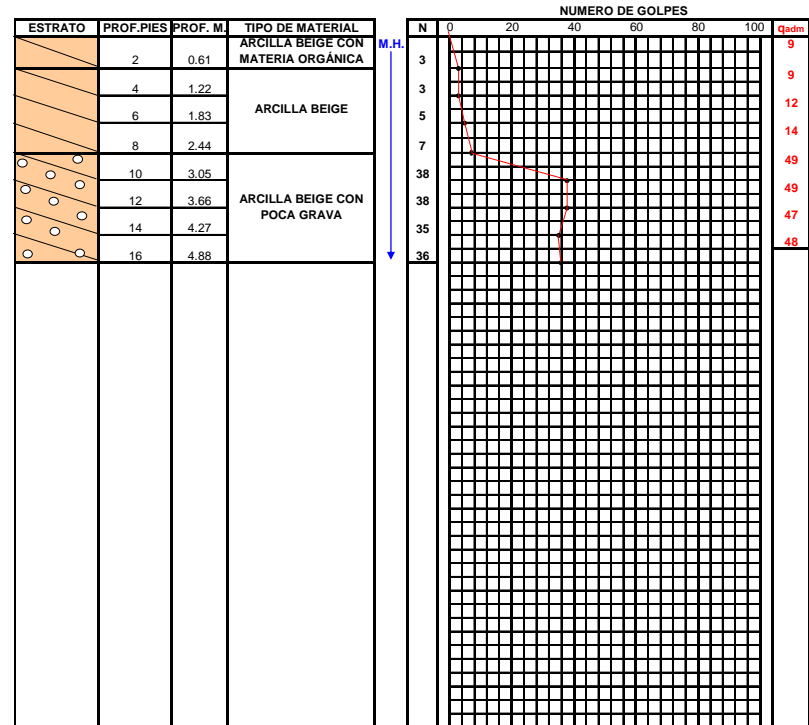 NUMERO DE GOLPES
ESTRATO PROF.PIES PROF. M. TIPO DE MATERIAL N 0 20 40 60 80 100 qadm
ARCILLA BEIGE CON MATERIA ORGÁNICA
M.H.
2 0.61 3 9
4 1.22 3 9
ARCILLA BEIGE
6 1.83 5 12
8 2.44 7 14
10 3.05 38 49
ARCILLA BEIGE CON POCA GRAVA
12 3.66 38 49
14 4.27 35 47
16 4.88 36 48